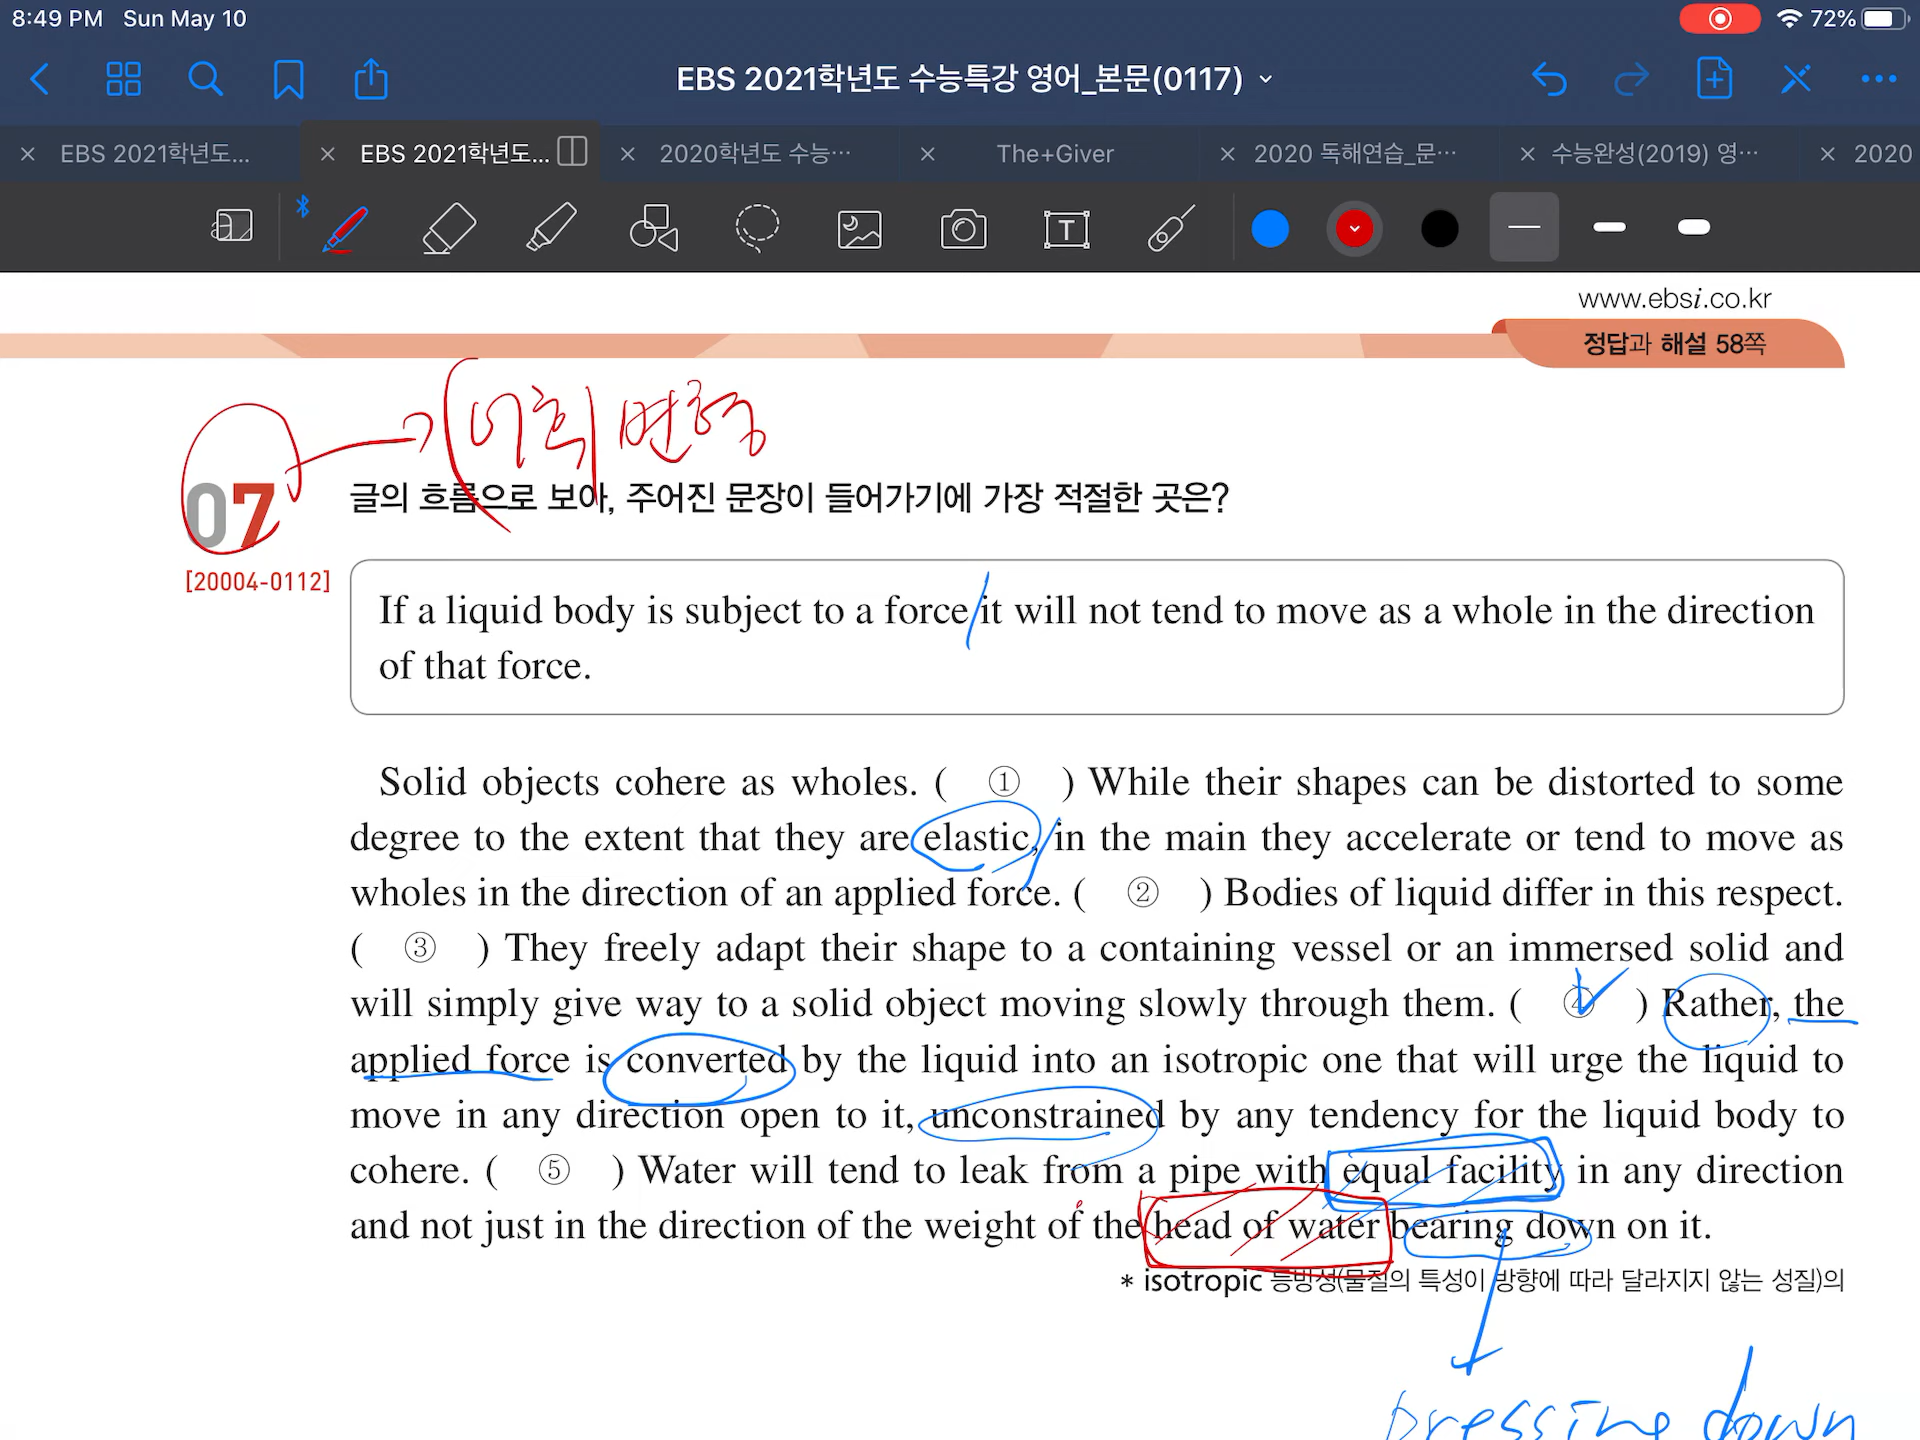 8:49 PM Sun May 10
72%
EBS 2021학년도 수능특강 영어_본문(0117)
EBS 2021학년도...
EBS 2021학년도...
2020학년도 수능…
The+Giver
2020 독해연습_문…
수능완성(2019) 영…
2020
T
www.ebsi.co.kr
정답과 해설 58쪽
어휘 변형
07 글의 흐름으로 보아, 주어진 문장이 들어가기에 가장 적절한 곳은?
[20004-0112]
If a liquid body is subject to a force it will not tend to move as a whole in the direction
of that force.
Solid objects cohere as wholes. ( ① ) While their shapes can be distorted to some
degree to the extent that they are elastic, in the main they accelerate or tend to move as
wholes in the direction of an applied force. ( ② ) Bodies of liquid differ in this respect.
( ③ ) They freely adapt their shape to a containing vessel or an immersed solid and
will simply give way to a solid object moving slowly through them. ( ④ ) Rather, the
applied force is converted by the liquid into an isotropic one that will urge the liquid to
move in any direction open to it, unconstrained by any tendency for the liquid body to
cohere. ( ⑤ ) Water will tend to leak from a pipe with equal facility in any direction
and not just in the direction of the weight of the head of water bearing down on it.
* isotropic 등방성(물질의 특성이 방향에 따라 달라지지 않는 성질)의
pressing down